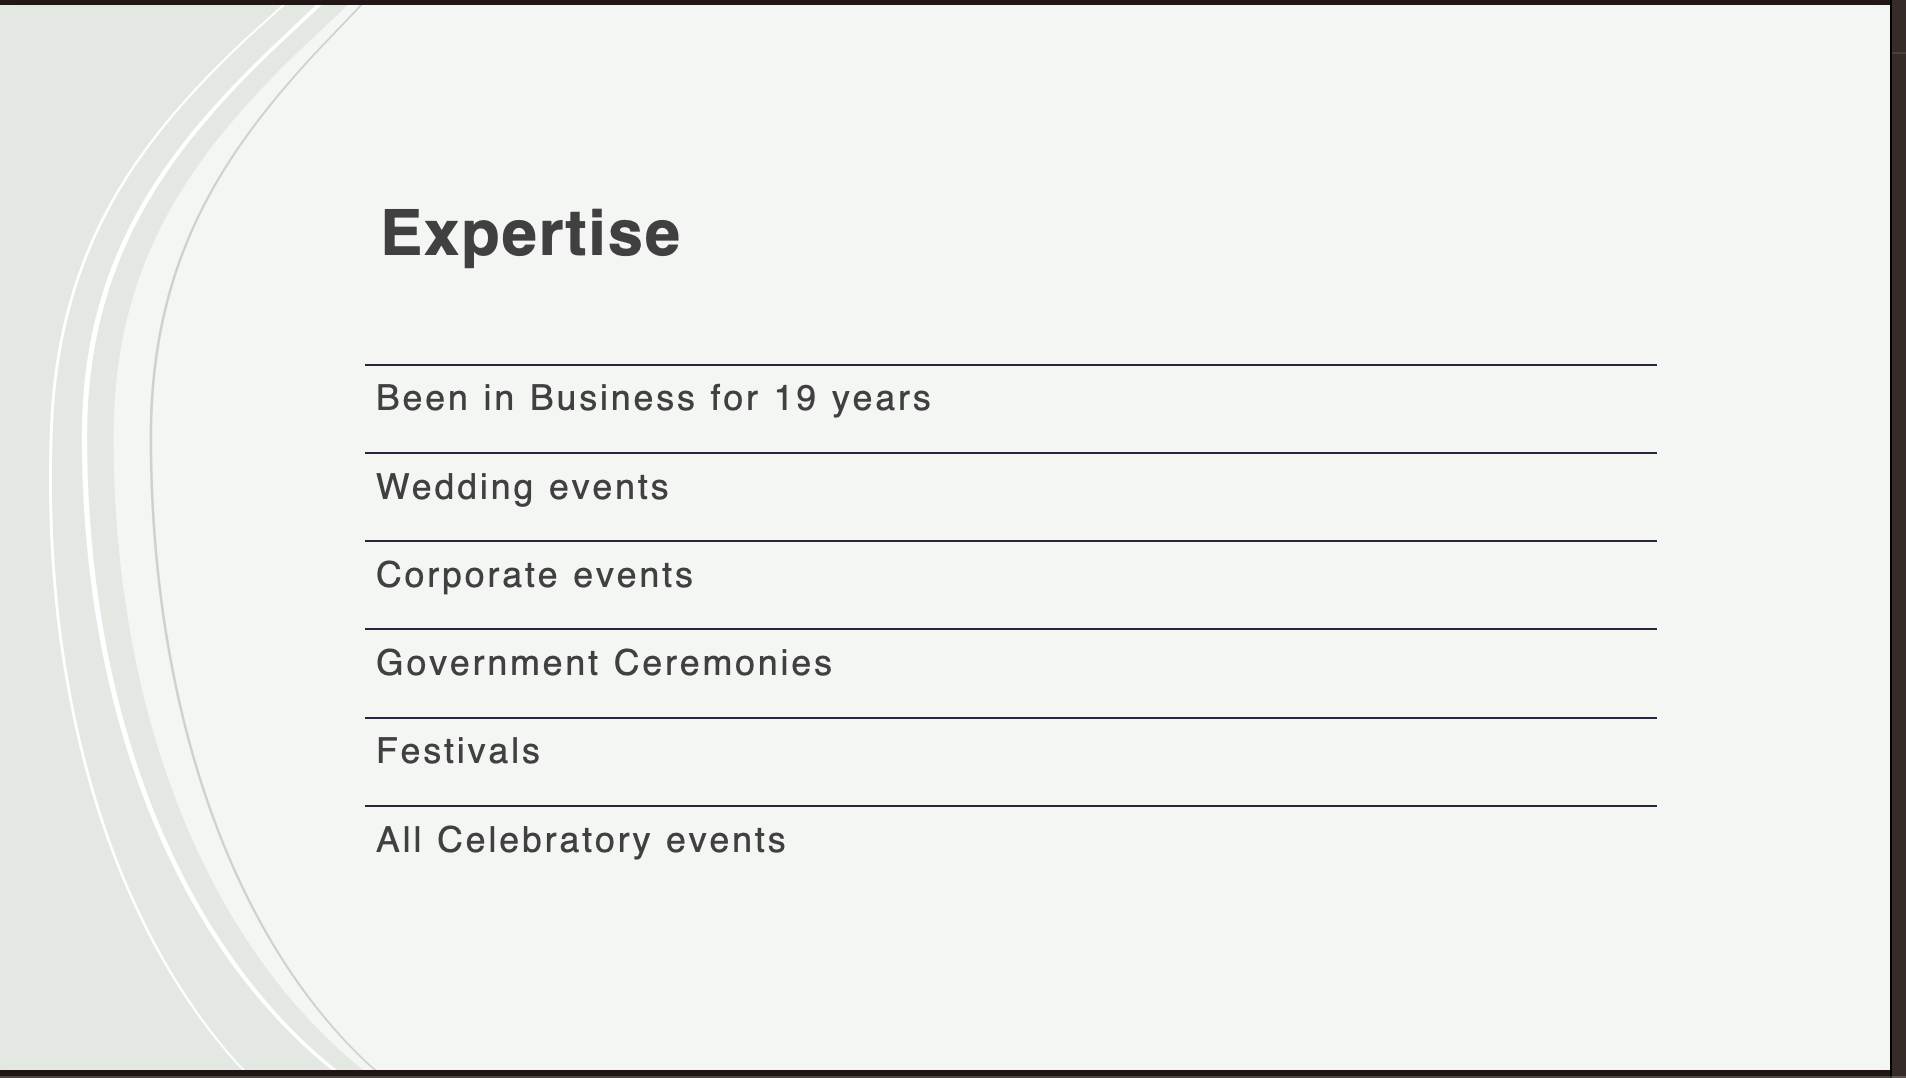 Expertise
Been in Business for 19 years
Wedding events
Corporate events
Government Ceremonies
Festivals
All Celebratory events